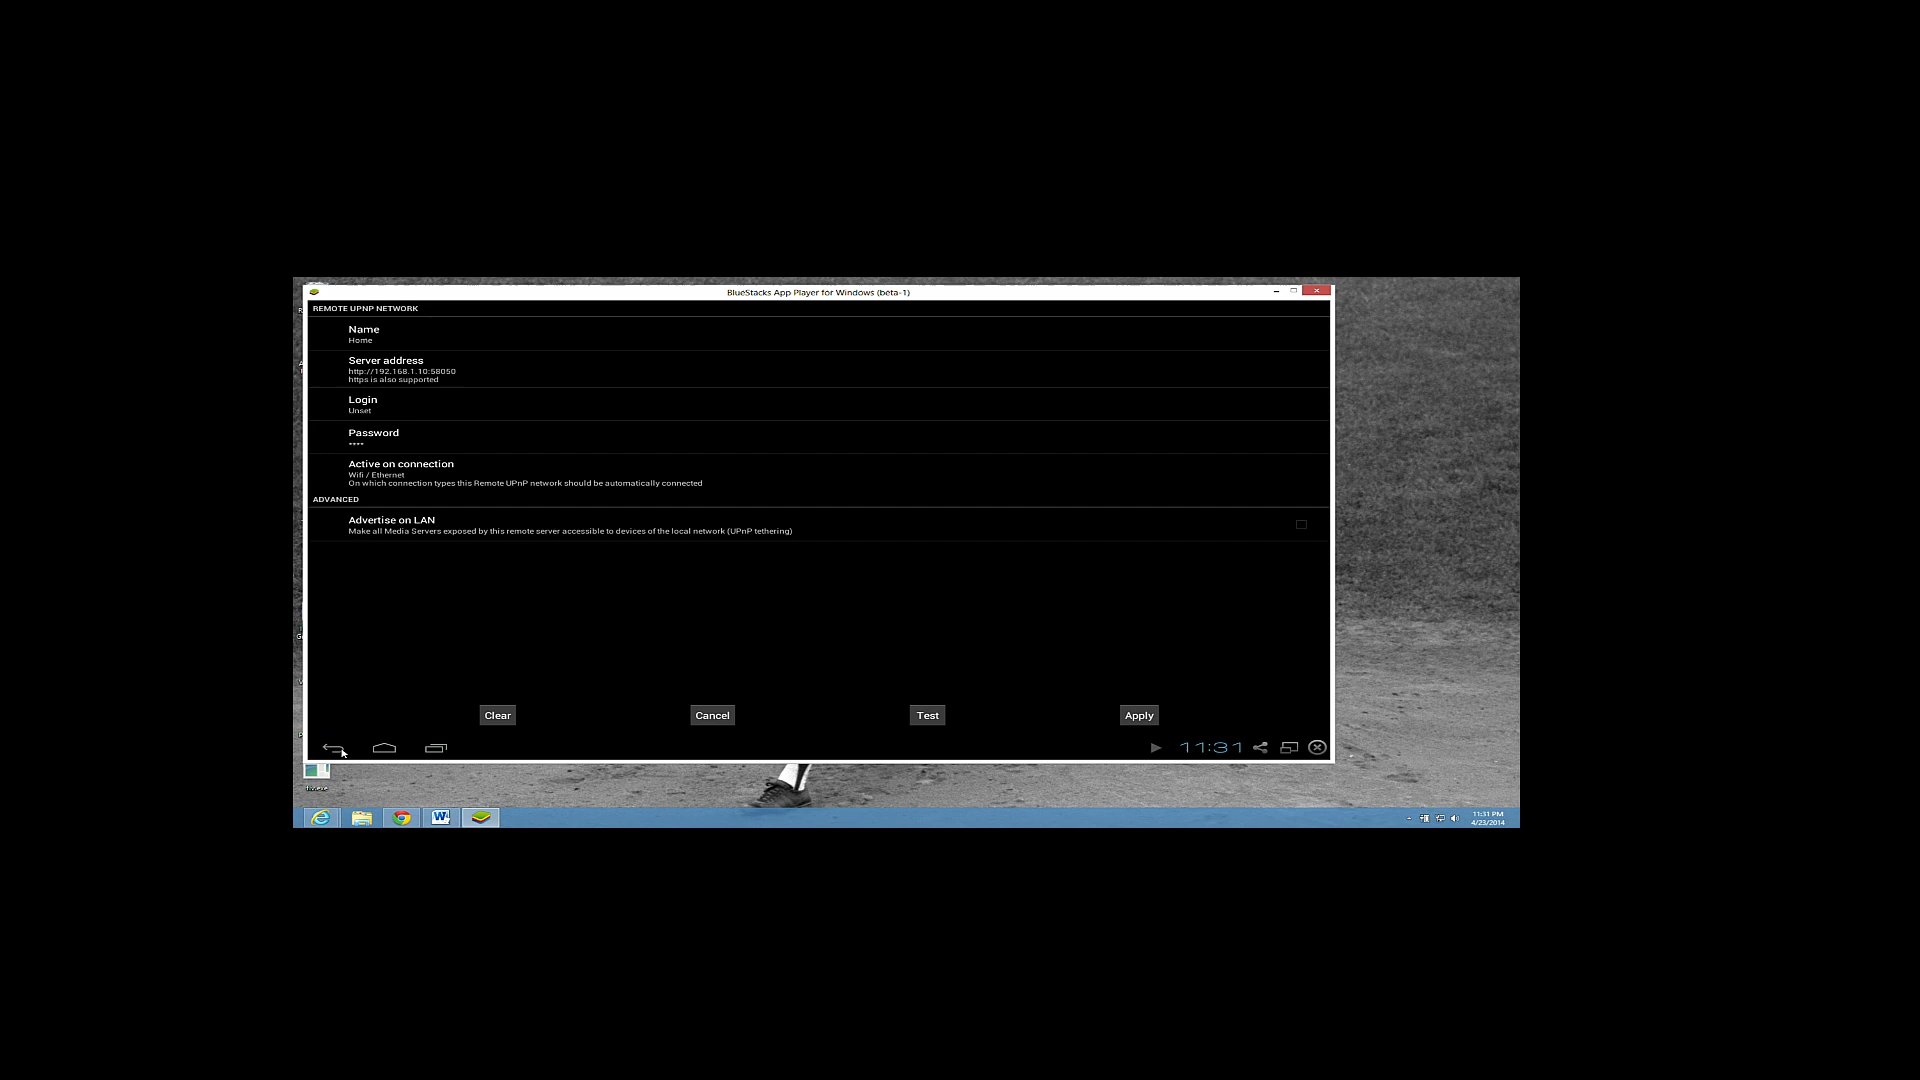 BlueStacks App Player for Windows (beta-1)
REMOTE UPNP NETWORK
Name
Home
Server address
http://192.168.1.10:58050
https is also supported
Login
Unset
Password
****
Active on connection
Wifi / Ethernet
On which connection types this Remote UPnP network should be automatically connected
ADVANCED
Advertise on LAN
Make all Media Servers exposed by this remote server accessible to devices of the local network (UPnP tethering)
Clear
Cancel
Test
Apply
11:31
W
11:31 PM
4/23/2014